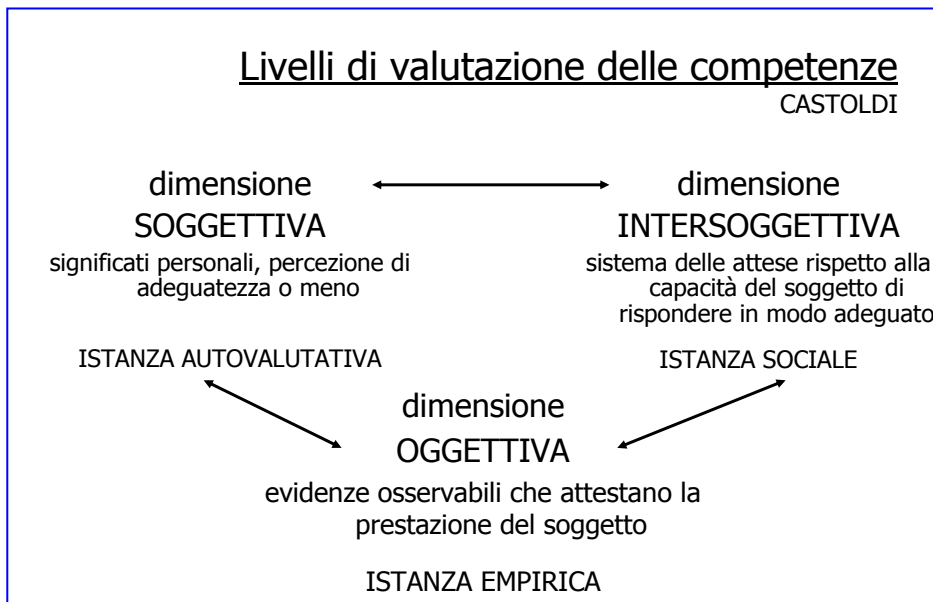 Livelli di valutazione delle competenze
CASTOLDI
dimensione
SOGGETTIVA
significati personali, percezione di
adeguatezza o meno
ISTANZA AUTOVALUTATIVA
dimensione
INTERSOGGETTIVA
sistema delle attese rispetto alla
capacità del soggetto di
rispondere in modo adeguato
ISTANZA SOCIALE
dimensione
OGGETTIVA
evidenze osservabili che attestano la
prestazione del soggetto
ISTANZA EMPIRICA